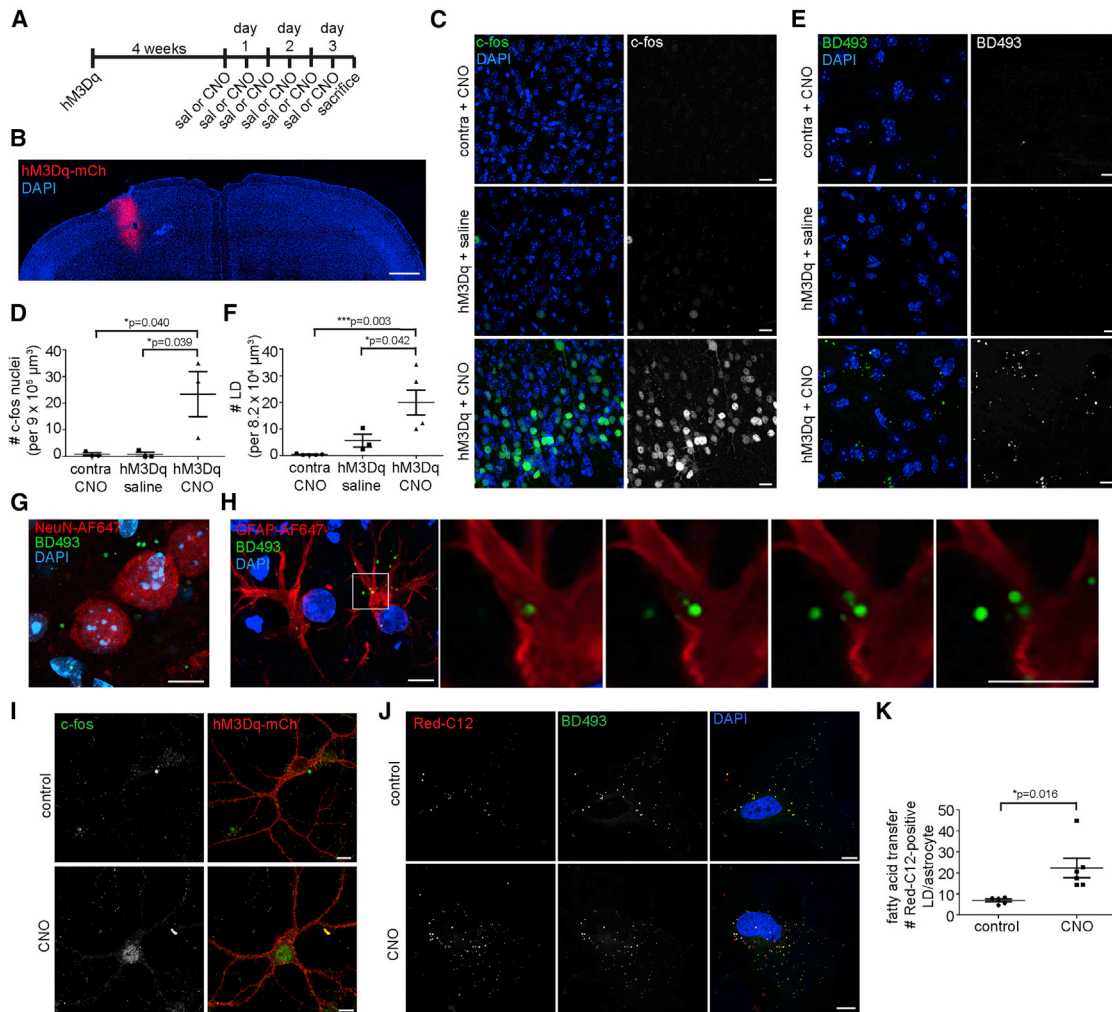 A
4 weeks
day 1
day 2
day 3
hM3Dq
sal or CNO
sal or CNO
sal or CNO
sal or CNO
sal or CNO
sal or CNO
sacrifice
B
hM3Dq-mCh
DAPI
C
c-fos
DAPI
c-fos
contra + CNO
hM3Dq + saline
hM3Dq + CNO
E
BD493
DAPI
BD493
contra + CNO
hM3Dq + saline
hM3Dq + CNO
D
*p=0.040
*p=0.039
# c-fos nuclei
(per 9 x 10⁵ µm³)
40
30
20
10
0
contra
CNO
hM3Dq
saline
hM3Dq
CNO
F
***p=0.003
*p=0.042
# LD
(per 8.2 x 10⁴ µm³)
40
30
20
10
0
contra
CNO
hM3Dq
saline
hM3Dq
CNO
G
NeuN-AF647
BD493
DAPI
H
GFAP-AF647
BD493
DAPI
I
c-fos
hM3Dq-mCh
control
CNO
J
Red-C12
BD493
DAPI
control
CNO
K
*p=0.016
fatty acid transfer
# Red-C12-positive
LD/astrocyte
50
40
30
20
10
0
control
CNO